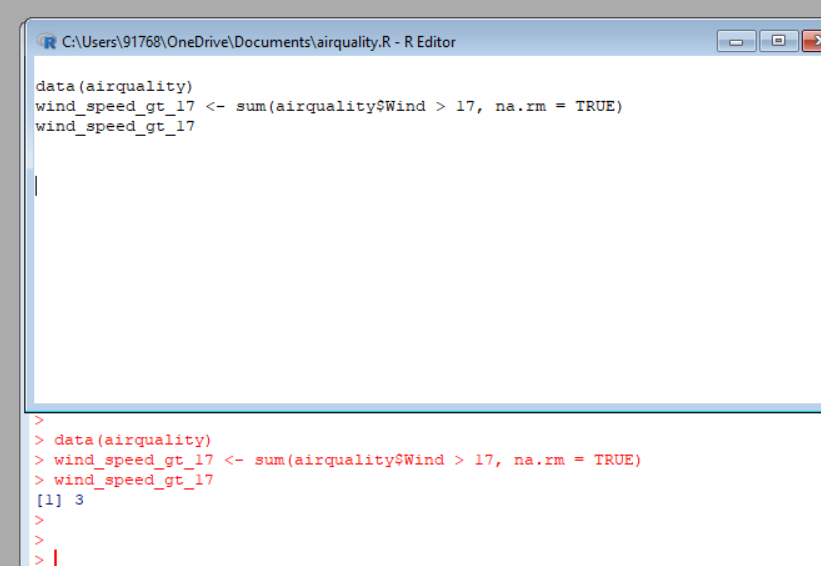 C:\Users\91768\OneDrive\Documents\airquality.R - R Editor
data(airquality)
wind_speed_gt_17 <- sum(airquality$Wind > 17, na.rm = TRUE)
wind_speed_gt_17
>
> data(airquality)
> wind_speed_gt_17 <- sum(airquality$Wind > 17, na.rm = TRUE)
> wind_speed_gt_17
[1] 3
>
>
>